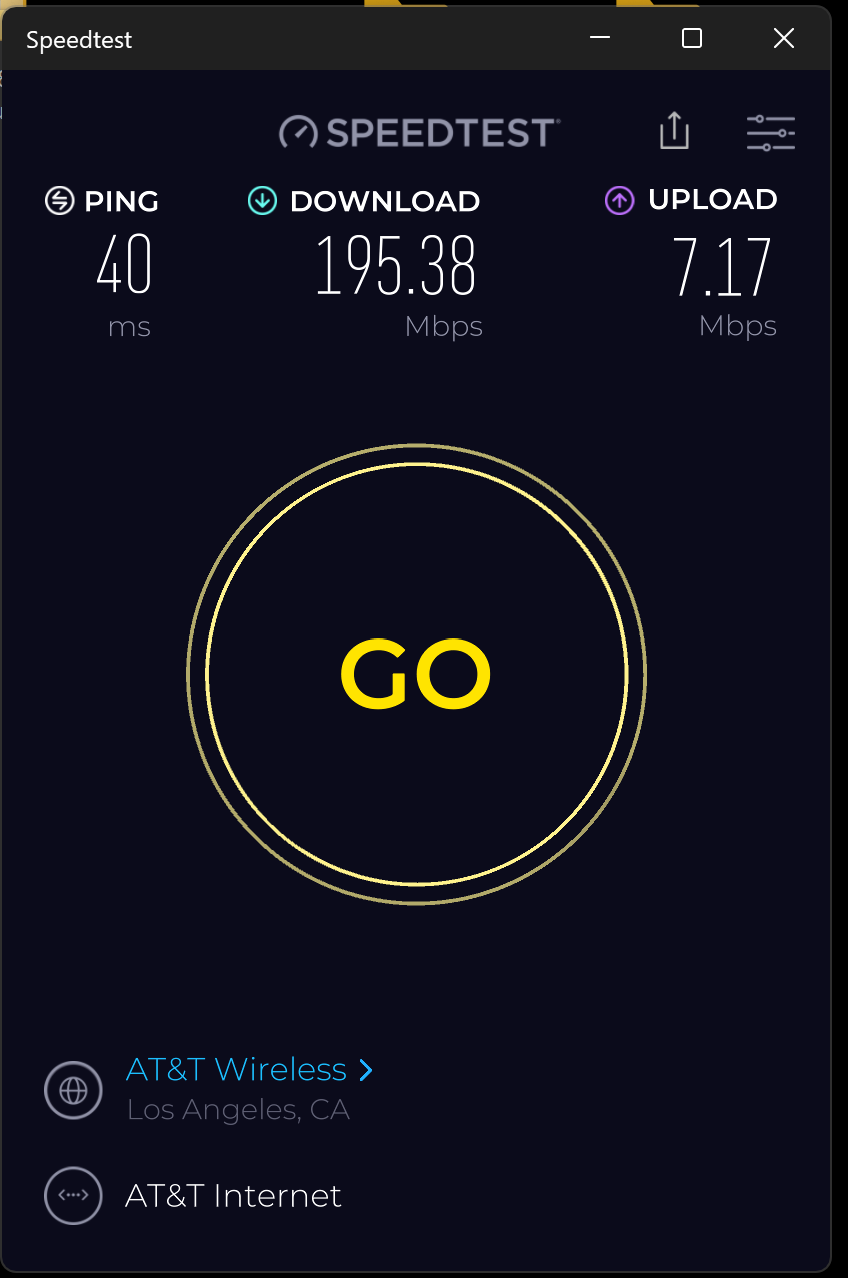 Speedtest
SPEEDTEST
PING
DOWNLOAD
UPLOAD
40
195.38
7.17
ms
Mbps
Mbps
GO
AT&T Wireless
Los Angeles, CA
AT&T Internet